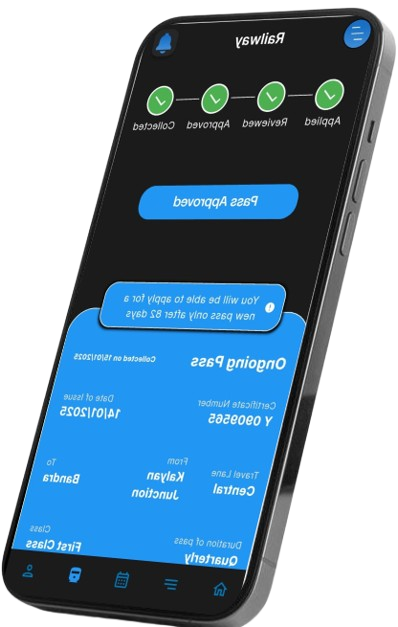 Railway
Applied Reviewed Approved Collected
Pass Approved
You will be able to apply for a
new pass only after 82 days
Ongoing Pass
Collected on 15/01/2025
Certificate Number
Y 0909565
Date of Issue
14/01/2025
Travel Lane
Central
From
Kalyan
Junction
To
Bandra
Duration of pass
Quarterly
Class
First Class